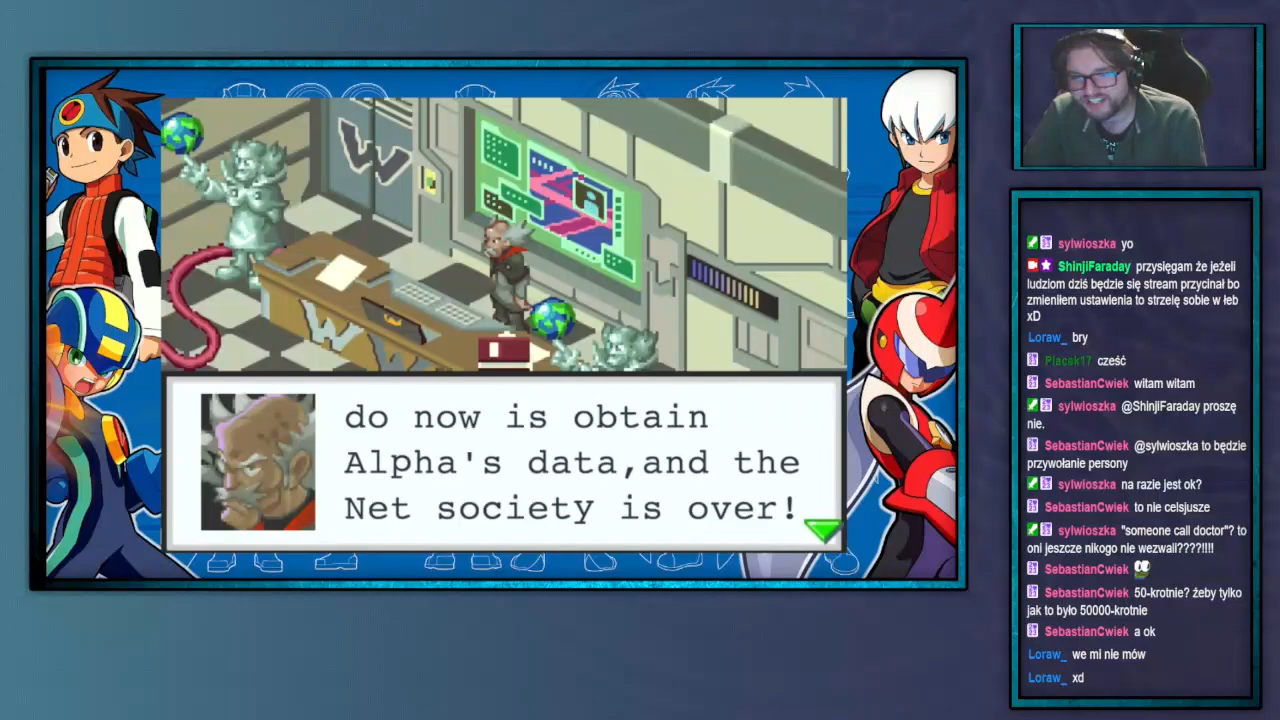 W
W W
do now is obtain
Alpha's data,and the
Net society is over!
sylwioszka yo
ShinjiFaraday przysięgam że jeżeli
ludziom dziś będzie się stream przycinał bo
zmieniłem ustawienia to strzelę sobie w łeb
xD
Loraw_ bry
Placek17 cześć
SebastianCwiek witam witam
sylwioszka @ShinjiFaraday proszę
nie.
SebastianCwiek @sylwioszka to będzie
przywołanie persony
sylwioszka na razie jest ok?
SebastianCwiek to nie celsjusze
sylwioszka "someone call doctor"? to
oni jeszcze nikogo nie wezwali????!!!!
SebastianCwiek
SebastianCwiek 50-krotnie? żeby tylko
jak to było 50000-krotnie
SebastianCwiek a ok
Loraw_ we mi nie mów
Loraw_ xd